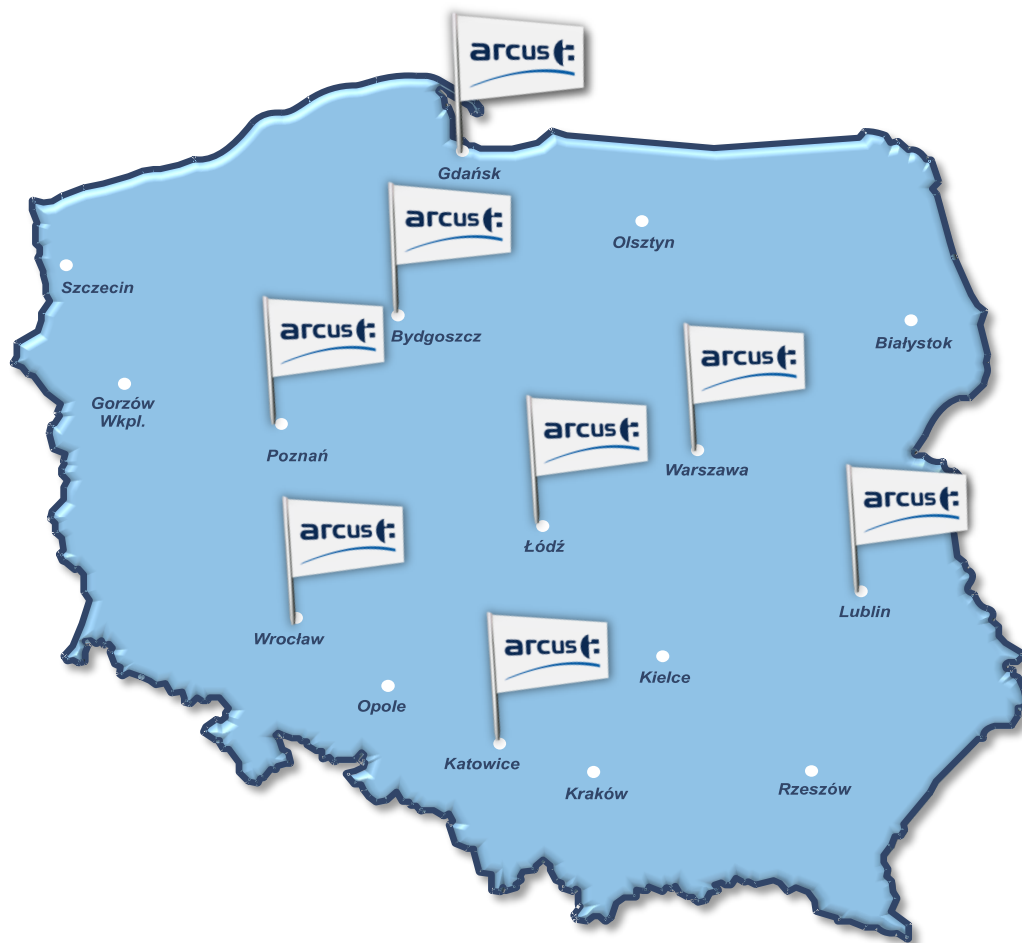 arcus
Gdańsk
arcus
Olsztyn
Szczecin
arcus
Bydgoszcz
arcus
Białystok
Gorzów
Wkpl.
arcus
Poznań
Warszawa
arcus
arcus
Łódź
Lublin
Wrocław
arcus
Kielce
Opole
Katowice
Kraków
Rzeszów